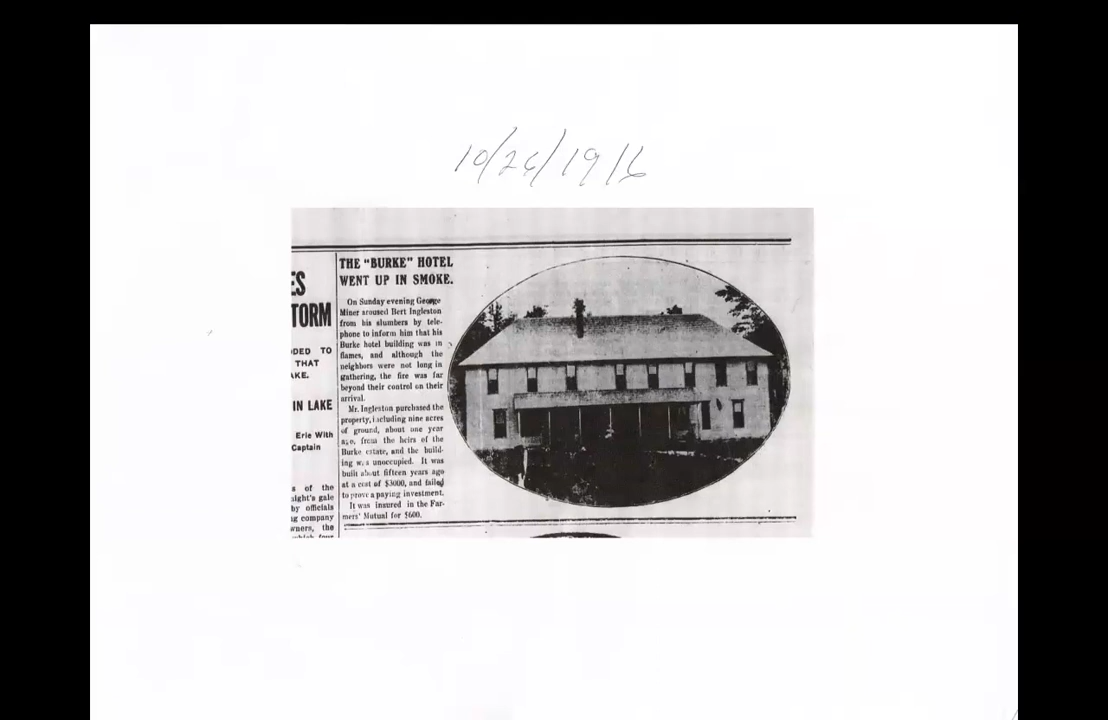 10/26/1916
ES
TORM
DED TO
THAT
KE.
IN LAKE
Erie With
Captain
s of the
night's gale
by officials
g company
wners, the
which four
THE "BURKE" HOTEL
WENT UP IN SMOKE.
On Sunday evening George
Miner aroused Bert Ingleston
from his slumbers by tele-
phone to inform him that his
Burke hotel building was in
flames, and although the
neighbors were not long in
gathering, the fire was far
beyond their control on their
arrival.
Mr. Ingleston purchased the
property, including nine acres
of ground, about one year
ago, from the heirs of the
Burke estate, and the build-
ing was unoccupied. It was
built about fifteen years ago
at a cost of $3000, and failed
to prove a paying investment.
It was insured in the Far-
mers' Mutual for $600.